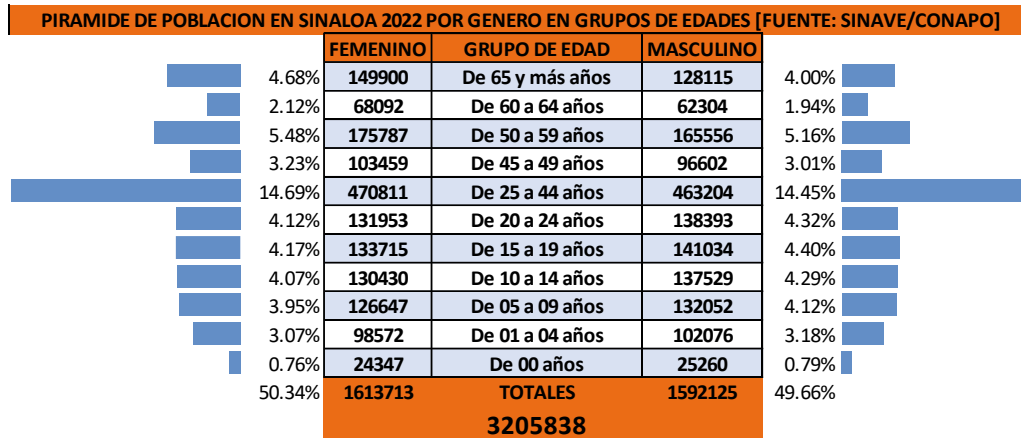 PIRAMIDE DE POBLACION EN SINALOA 2022 POR GENERO EN GRUPOS DE EDADES [FUENTE: SINAVE/CONAPO]
FEMENINO GRUPO DE EDAD MASCULINO
4.68% 149900 De 65 y más años 128115 4.00%
2.12% 68092 De 60 a 64 años 62304 1.94%
5.48% 175787 De 50 a 59 años 165556 5.16%
3.23% 103459 De 45 a 49 años 96602 3.01%
14.69% 470811 De 25 a 44 años 463204 14.45%
4.12% 131953 De 20 a 24 años 138393 4.32%
4.17% 133715 De 15 a 19 años 141034 4.40%
4.07% 130430 De 10 a 14 años 137529 4.29%
3.95% 126647 De 05 a 09 años 132052 4.12%
3.07% 98572 De 01 a 04 años 102076 3.18%
0.76% 24347 De 00 años 25260 0.79%
50.34% 1613713 TOTALES 1592125 49.66%
3205838